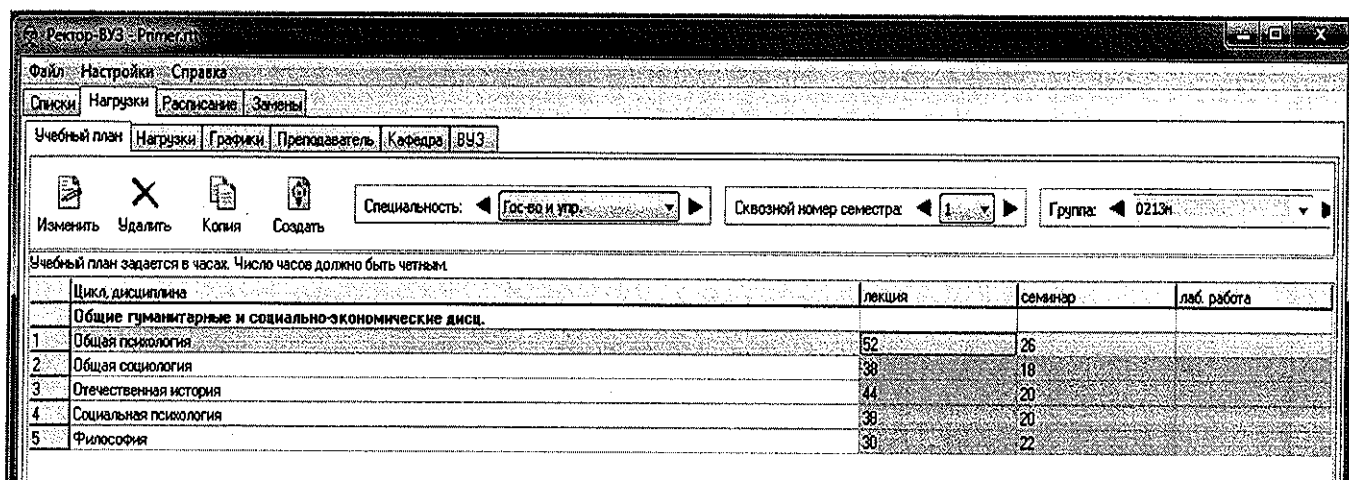 Ректор-ВУЗ - Primer.rtt
Файл Настройки Справка
Списки Нагрузки Расписание Замены
Учебный план Нагрузки Графики Преподаватель Кафедра ВУЗ
Изменить Удалить Копия Создать Специальность: Гос-во и упр. Сквозной номер семестра: 1 Группа: 0213н
Учебный план задается в часах. Число часов должно быть четным.
Цикл, дисциплина лекция семинар лаб. работа
Общие гуманитарные и социально-экономические дисц.
1 Общая психология 52 26
2 Общая социология 38 18
3 Отечественная история 44 20
4 Социальная психология 38 20
5 Философия 30 22